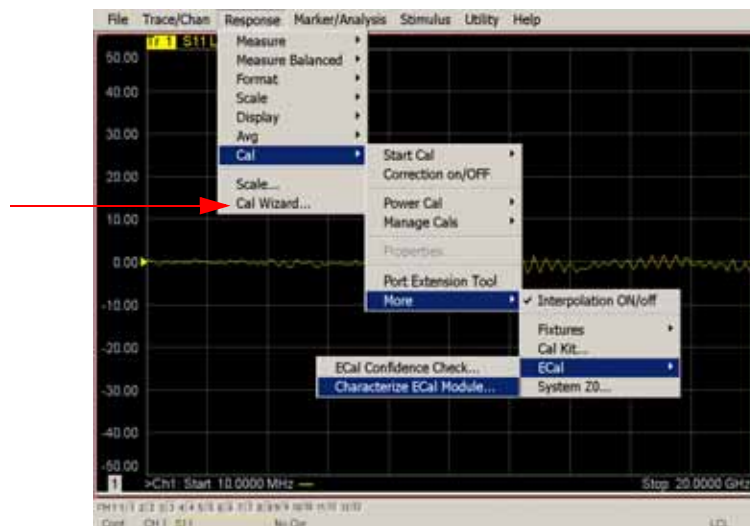 File Trace/Chan Response Marker/Analysis Stimulus Utility Help
Tr 1 S11 L
50.00
40.00
30.00
20.00
10.00
0.00
-10.00
-20.00
-30.00
-40.00
-50.00
Measure
Measure Balanced
Format
Scale
Display
Avg
Cal
Scale...
Cal Wizard...
Start Cal
Correction on/OFF
Power Cal
Manage Cals
Properties
Port Extension Tool
More
✓ Interpolation ON/off
Fixtures
Cal Kit...
ECal
System Z0...
ECal Confidence Check...
Characterize ECal Module...
1 >Ch1: Start 10.0000 MHz
Stop 20.0000 GHz
Cont. CH 1: S11 No Cor LCL